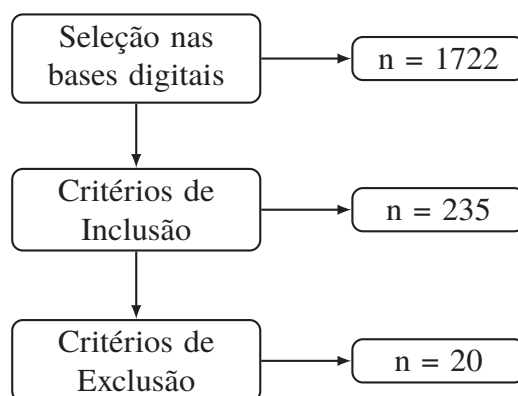 Seleção nas
bases digitais
n = 1722
Critérios de
Inclusão
n = 235
Critérios de
Exclusão
n = 20